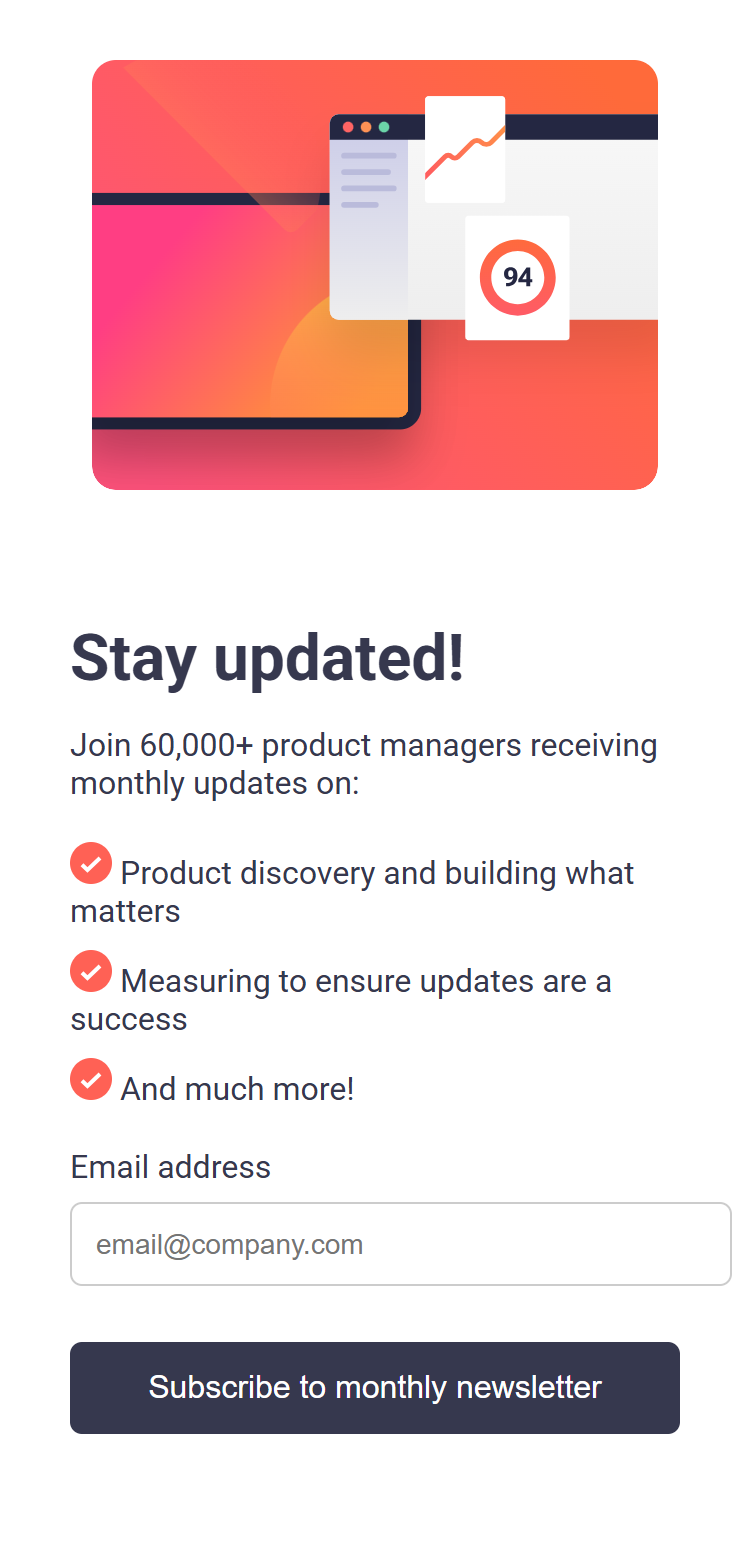 94
Stay updated!
Join 60,000+ product managers receiving
monthly updates on:
Product discovery and building what
matters
Measuring to ensure updates are a
success
And much more!
Email address
email@company.com
Subscribe to monthly newsletter